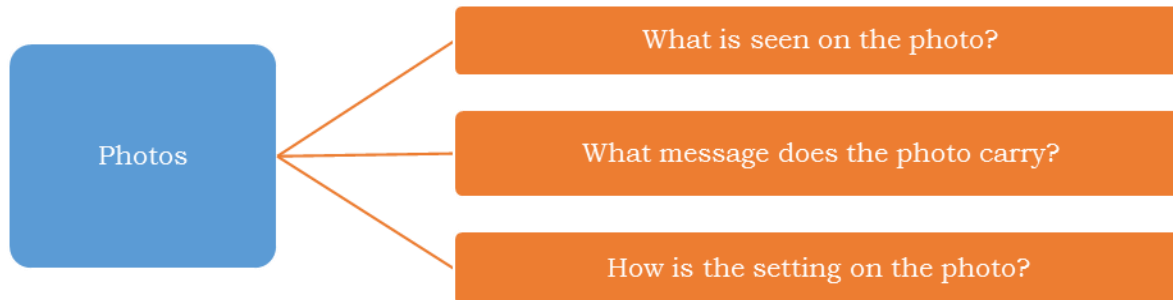 Photos
What is seen on the photo?
What message does the photo carry?
How is the setting on the photo?